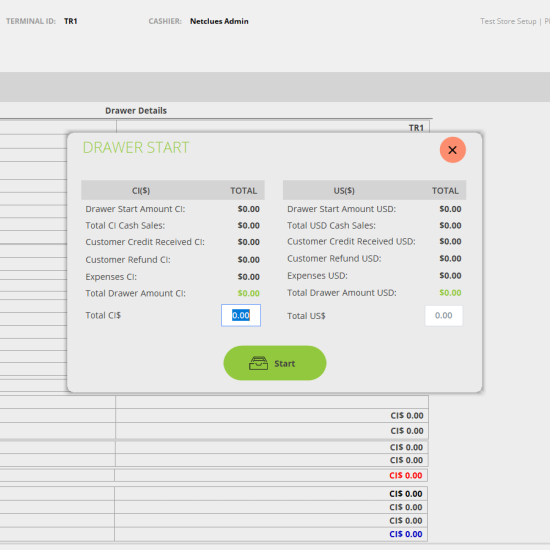 TERMINAL ID: TR1 CASHIER: Netclues Admin Test Store Setup |
Drawer Details
TR1
DRAWER START
CI($) TOTAL US($) TOTAL
Drawer Start Amount CI: $0.00 Drawer Start Amount USD: $0.00
Total CI Cash Sales: $0.00 Total USD Cash Sales: $0.00
Customer Credit Received CI: $0.00 Customer Credit Received USD: $0.00
Customer Refund CI: $0.00 Customer Refund USD: $0.00
Expenses CI: $0.00 Expenses USD: $0.00
Total Drawer Amount CI: $0.00 Total Drawer Amount USD: $0.00
Total CI$ 0.00 Total US$ 0.00
Start
CI$ 0.00
CI$ 0.00
CI$ 0.00
CI$ 0.00
CI$ 0.00
CI$ 0.00
CI$ 0.00
CI$ 0.00
CI$ 0.00